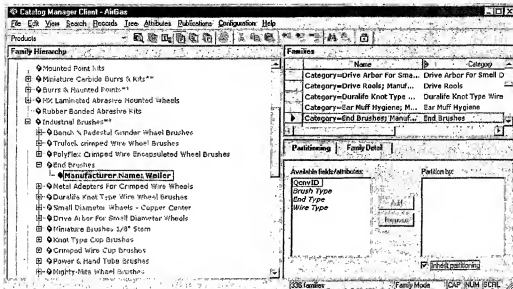 Catalog Manager Client - AirGas
File Edit View Search Records Tree Attributes Publications Configuration Help
Products
Family Hierarchy
Mounted Point Kits
Miniature Carbide Burrs & Kits**
Burrs & Mounted Points**
MX Laminated Abrasive Mounted Wheels
Rubber Bonded Abrasive Kits
Industrial Brushes**
Bench & Pedestal Grinder Wheel Brushes
Trulock Crimped Wire Wheel Brushes
Polyflex Crimped Wire Encapsulated Wheel Brushes
End Brushes
Manufacturer Name: Weiler
Metal Adapters For Crimped Wire Wheels
Duralife Knot Type Wire Wheel Brushes
Small Diameter Wheels - Copper Center
Drive Arbor For Small Diameter Wheels
Miniature Brushes 1/8" Stem
Knot Type Cup Brushes
Crimped Wire Cup Brushes
Power & Hand Tube Brushes
Mighty-Mite Wheel Brushes
Families
Name Category
Category=Drive Arbor For Sma... Drive Arbor For Small D
Category=Drive Rools; Manuf... Drive Rools
Category=Duralife Knot Type ... Duralife Knot Type Wire
Category=Ear Muff Hygiene; M... Ear Muff Hygiene
Category=End Brushes; Manuf... End Brushes
Partitioning Family Detail
Available fields/attributes: Partition by:
QonvID
Brush Type
End Type
Wire Type
Add
Remove
Inherit partitioning
336 families Family Mode CAP NUM SCRL